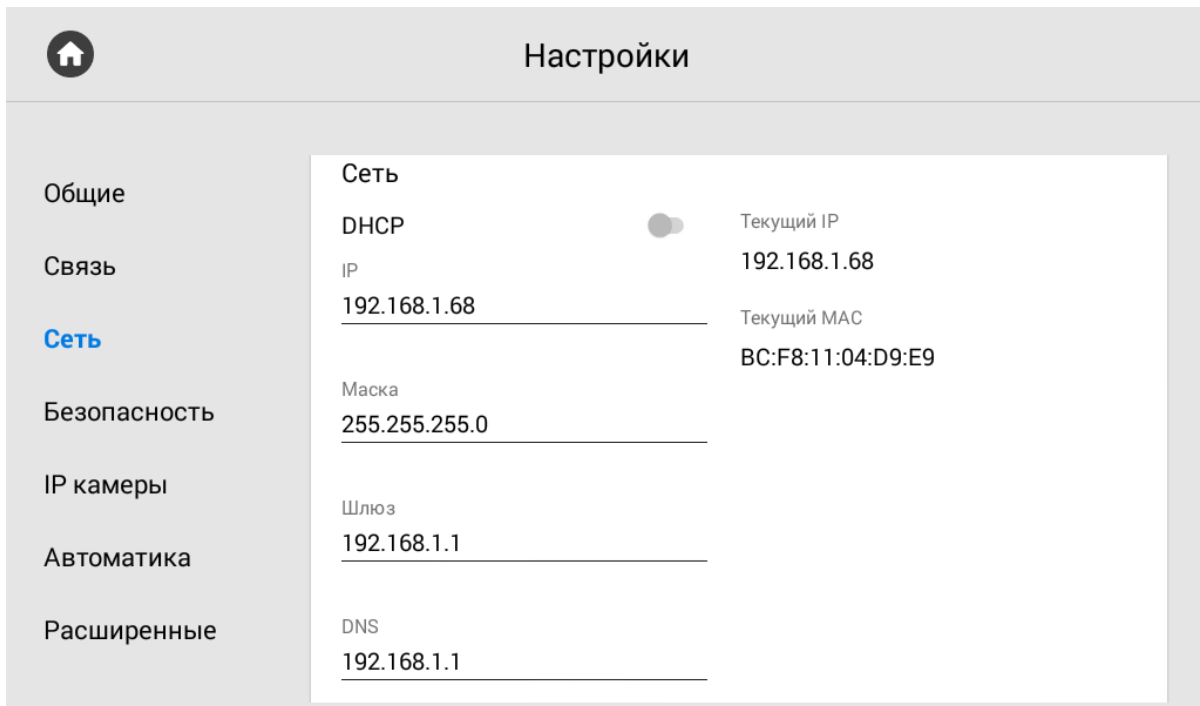 Настройки
Общие
Связь
Сеть
Безопасность
IP камеры
Автоматика
Расширенные
Сеть
DHCP
IP
192.168.1.68
Маска
255.255.255.0
Шлюз
192.168.1.1
DNS
192.168.1.1
Текущий IP
192.168.1.68
Текущий MAC
BC:F8:11:04:D9:E9